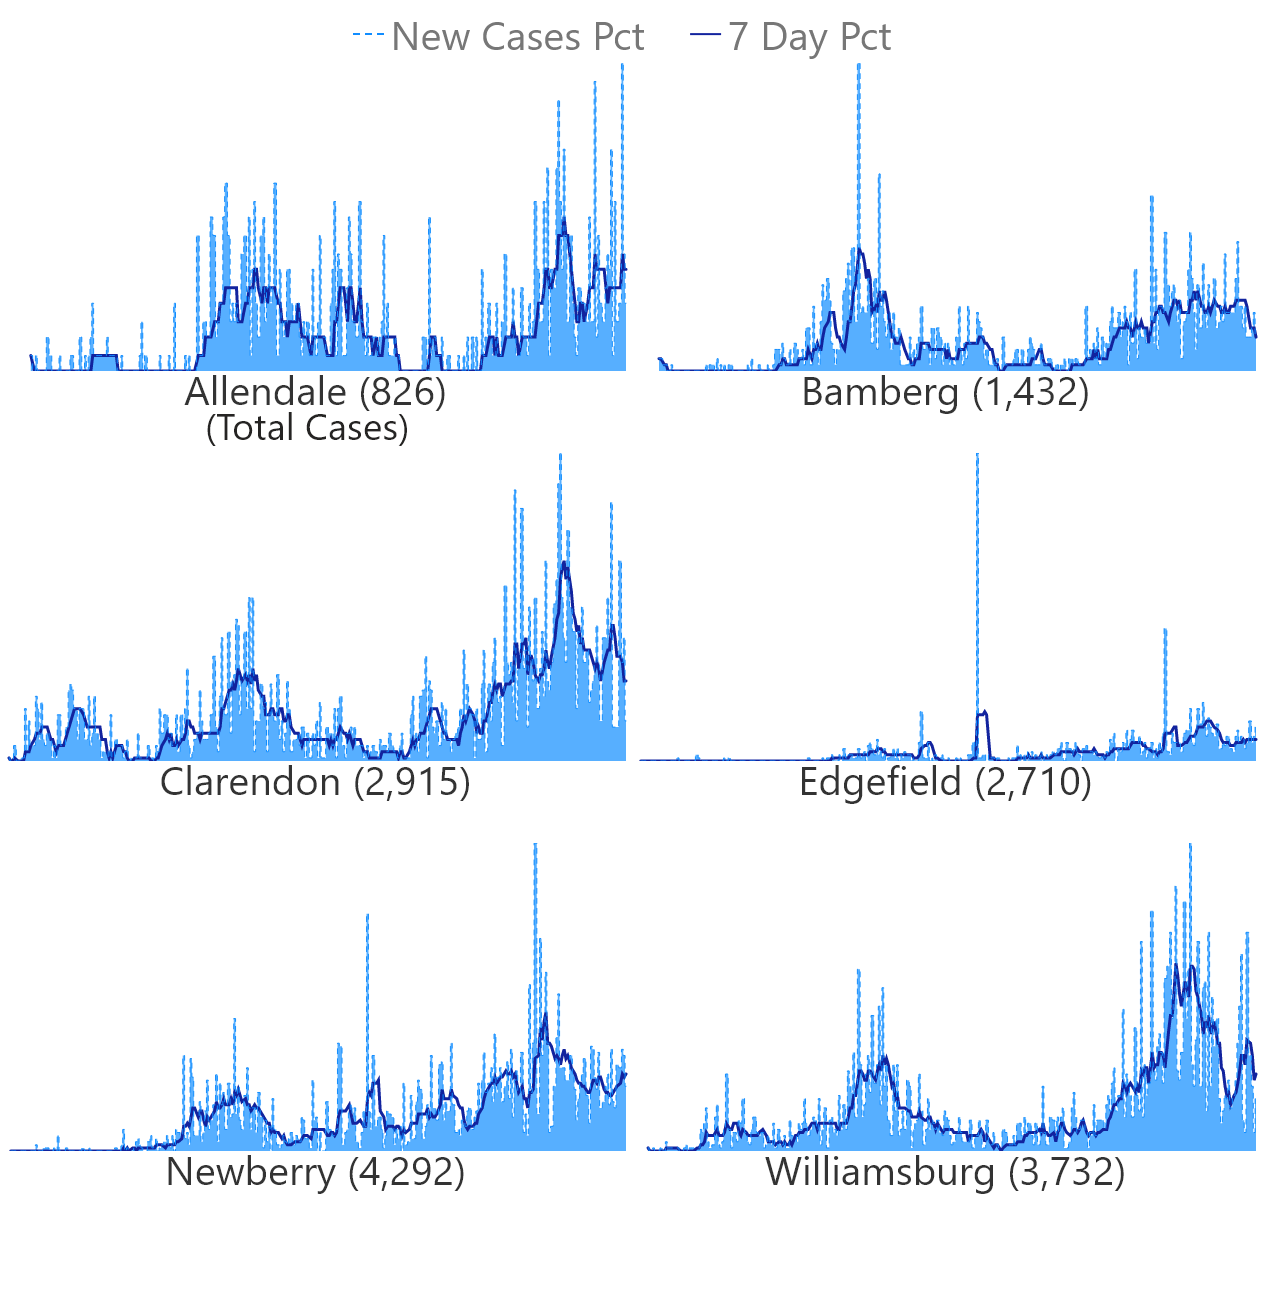 New Cases Pct 7 Day Pct
Allendale (826) Bamberg (1,432)
(Total Cases)
Clarendon (2,915) Edgefield (2,710)
Newberry (4,292) Williamsburg (3,732)